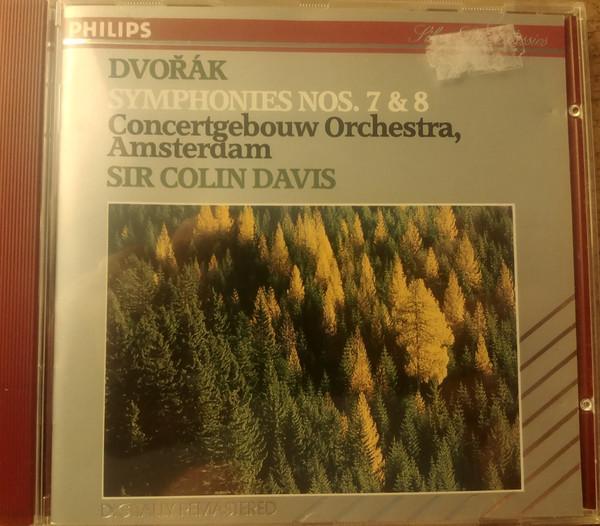 PHILIPS
DVOŘÁK
SYMPHONIES NOS. 7 & 8
Concertgebouw Orchestra,
Amsterdam
SIR COLIN DAVIS
DIGITALLY REMASTERED